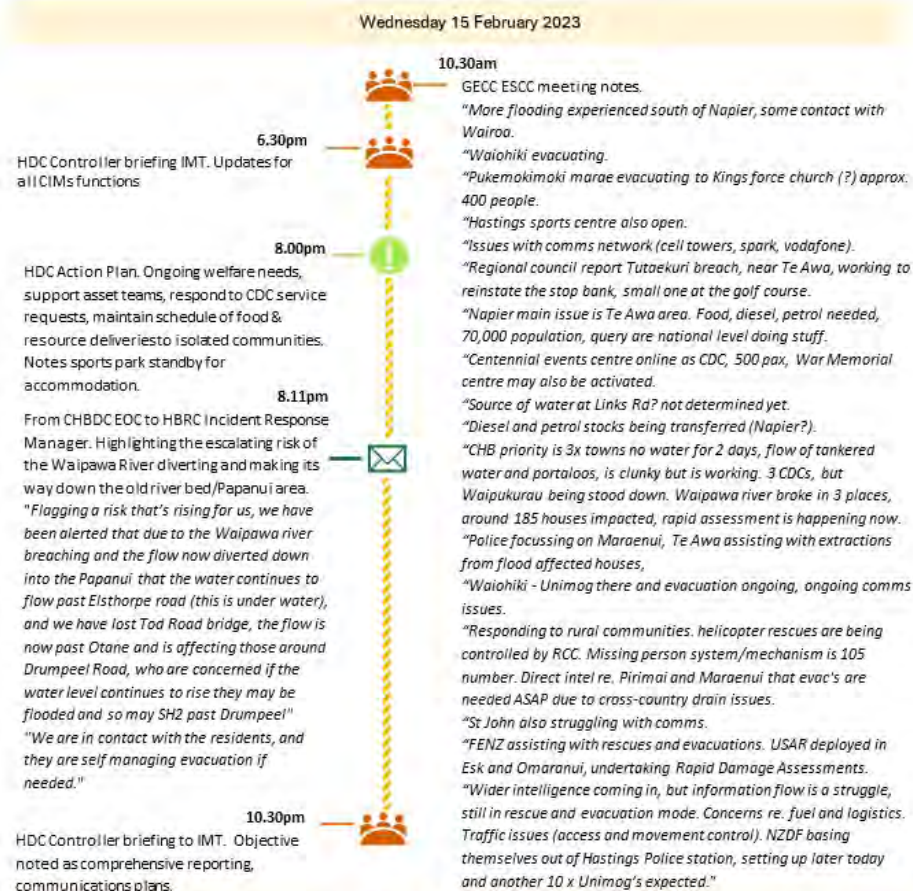 Wednesday 15 February 2023
10.30am
GECC ESCC meeting notes.
"More flooding experienced south of Napier, some contact with
Wairoa.
"Waiohiki evacuating.
"Pukemokimoki marae evacuating to Kings force church (?) approx.
400 people.
"Hastings sports centre also open.
"Issues with comms network (cell towers, spark, vodafone).
"Regional council report Tutaekuri breach, near Te Awa, working to
reinstate the stop bank, small one at the golf course.
"Napier main issue is Te Awa area. Food, diesel, petrol needed,
70,000 population, query are national level doing stuff.
"Centennial events centre online as CDC, 500 pax, War Memorial
centre may also be activated.
"Source of water at Links Rd? not determined yet.
"Diesel and petrol stocks being transferred (Napier?).
"CHB priority is 3x towns no water for 2 days, flow of tankered
water and portaloos, is clunky but is working. 3 CDCs, but
Waipukurau being stood down. Waipawa river broke in 3 places,
around 185 houses impacted, rapid assessment is happening now.
"Police focussing on Maraenui, Te Awa assisting with extractions
from flood affected houses,
"Waiohiki - Unimog there and evacuation ongoing, ongoing comms
issues.
"Responding to rural communities. helicopter rescues are being
controlled by RCC. Missing person system/mechanism is 105
number. Direct intel re. Pirimai and Maraenui that evac's are
needed ASAP due to cross-country drain issues.
"St John also struggling with comms.
"FENZ assisting with rescues and evacuations. USAR deployed in
Esk and Omaranui, undertaking Rapid Damage Assessments.
"Wider intelligence coming in, but information flow is a struggle,
still in rescue and evacuation mode. Concerns re. fuel and logistics.
Traffic issues (access and movement control). NZDF basing
themselves out of Hastings Police station, setting up later today
and another 10 x Unimog's expected."
6.30pm
HDC Controller briefing IMT. Updates for
all CIMs functions
8.00pm
HDC Action Plan. Ongoing welfare needs,
support asset teams, respond to CDC service
requests, maintain schedule of food &
resource deliveriesto isolated communities.
Notes sports park standby for
accommodation.
8.11pm
From CHBDC EOC to HBRC Incident Response
Manager. Highlighting the escalating risk of
the Waipawa River diverting and making its
way down the old river bed/Papanui area.
"Flagging a risk that's rising for us, we have
been alerted that due to the Waipawa river
breaching and the flow now diverted down
into the Papanui that the water continues to
flow past Elsthorpe road (this is under water),
and we have lost Tod Road bridge, the flow is
now past Otane and is affecting those around
Drumpeel Road, who are concerned if the
water level continues to rise they may be
flooded and so may SH2 past Drumpeel"
"We are in contact with the residents, and
they are self managing evacuation if
needed."
10.30pm
HDC Controller briefing to IMT. Objective
noted as comprehensive reporting,
communications plans.